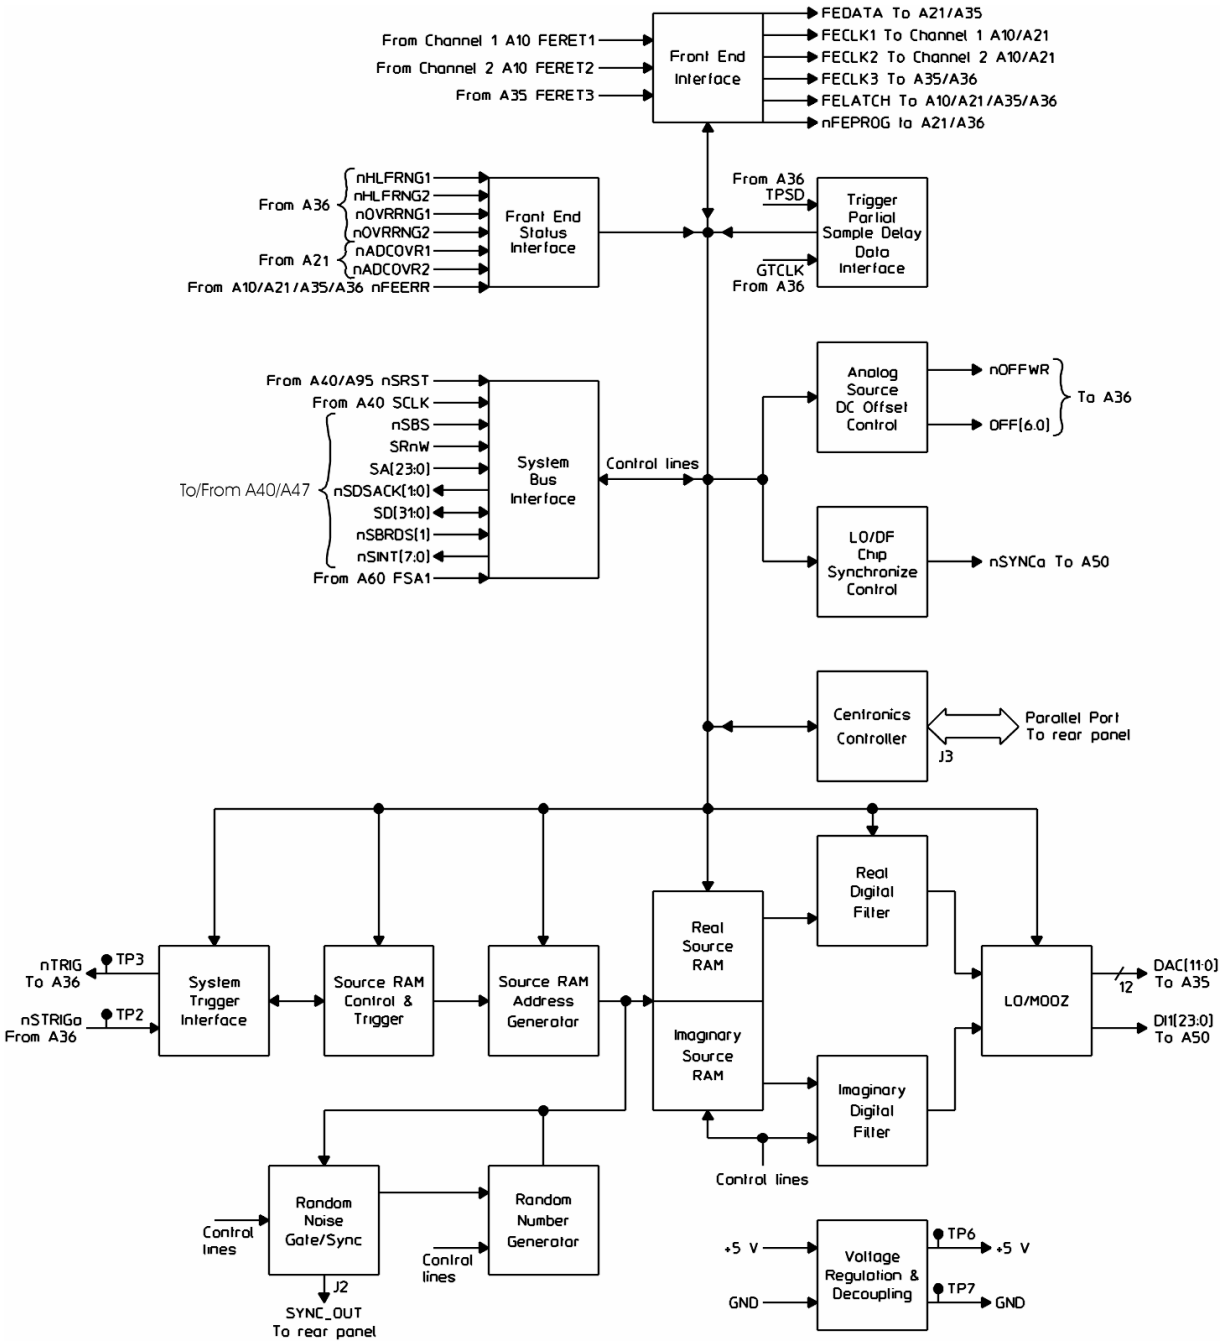 From Channel 1 A10 FERET1
From Channel 2 A10 FERET2
From A35 FERET3
Front End
Interface
FEDATA To A21/A35
FECLK1 To Channel 1 A10/A21
FECLK2 To Channel 2 A10/A21
FECLK3 To A35/A36
FELATCH To A10/A21/A35/A36
nFEPROG to A21/A36
From A36
nHLFRNG1
nHLFRNG2
nOVRRNG1
nOVRRNG2
From A21
nADCOVR1
nADCOVR2
From A10/A21/A35/A36 nFEERR
Front End
Status
Interface
From A36
TPSD
GTCLK
From A36
Trigger
Partial
Sample Delay
Data
Interface
From A40/A95 nSRST
From A40 SCLK
nSBS
SRnW
SA[23:0]
To/From A40/A47
nSDSACK[1:0]
SD[31:0]
nSBRDS[1]
nSINT[7:0]
From A60 FSA1
System
Bus
Interface
Control lines
Analog
Source
DC Offset
Control
nOFFWR
OFF[6.0]
To A36
LO/DF
Chip
Synchronize
Control
nSYNCo To A50
Centronics
Controller
J3
Parallel Port
To rear panel
nTRIG
To A36
TP3
nSTRIGo
From A36
TP2
System
Trigger
Interface
Source RAM
Control &
Trigger
Source RAM
Address
Generator
Real
Source
RAM
Imaginary
Source
RAM
Real
Digital
Filter
Imaginary
Digital
Filter
LO/MOOZ
12
DAC[11:0]
To A35
DI1[23:0]
To A50
Control lines
Control
lines
Random
Noise
Gate/Sync
J2
SYNC_OUT
To rear panel
Control
lines
Random
Number
Generator
+5 V
GND
Voltage
Regulation &
Decoupling
TP6
+5 V
TP7
GND